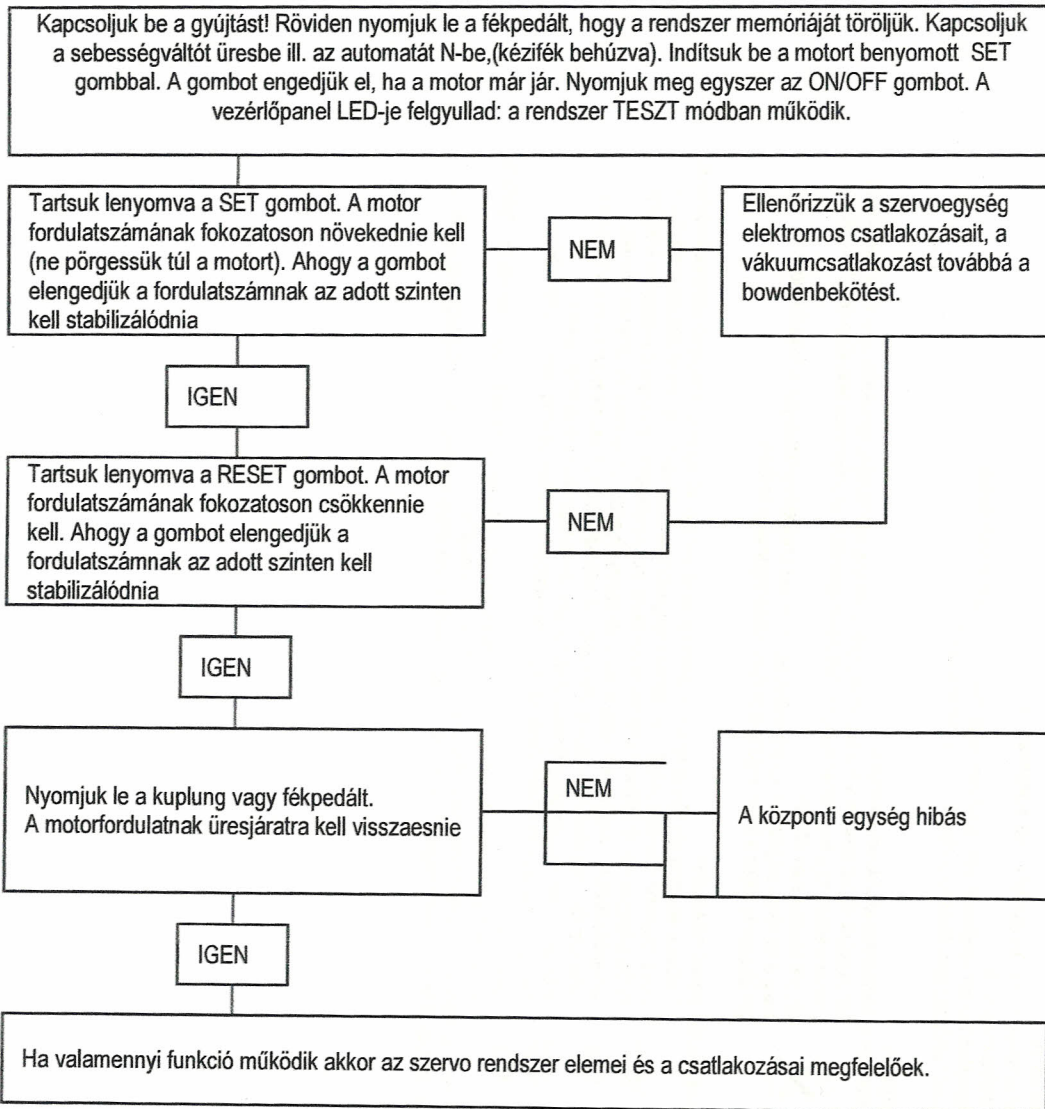 Kapcsoljuk be a gyújtást! Röviden nyomjuk le a fékpedált, hogy a rendszer memóriáját töröljük. Kapcsoljuk
a sebességváltót üresbe ill. az automatát N-be,(kézifék behúzva). Indítsuk be a motort benyomott SET
gombbal. A gombot engedjük el, ha a motor már jár. Nyomjuk meg egyszer az ON/OFF gombot. A
vezérlőpanel LED-je felgyullad: a rendszer TESZT módban működik.
Tartsuk lenyomva a SET gombot. A motor
fordulatszámának fokozatoson növekednie kell
(ne pörgessük túl a motort). Ahogy a gombot
elengedjük a fordulatszámnak az adott szinten
kell stabilizálódnia
NEM
Ellenőrizzük a szervoegység
elektromos csatlakozásait, a
vákuumcsatlakozást továbbá a
bowdenbekötést.
IGEN
Tartsuk lenyomva a RESET gombot. A motor
fordulatszámának fokozatoson csökkennie
kell. Ahogy a gombot elengedjük a
fordulatszámnak az adott szinten kell
stabilizálódnia
NEM
IGEN
Nyomjuk le a kuplung vagy fékpedált.
A motorfordulatnak üresjáratra kell visszaesnie
NEM
A központi egység hibás
IGEN
Ha valamennyi funkció működik akkor az szervo rendszer elemei és a csatlakozásai megfelelőek.